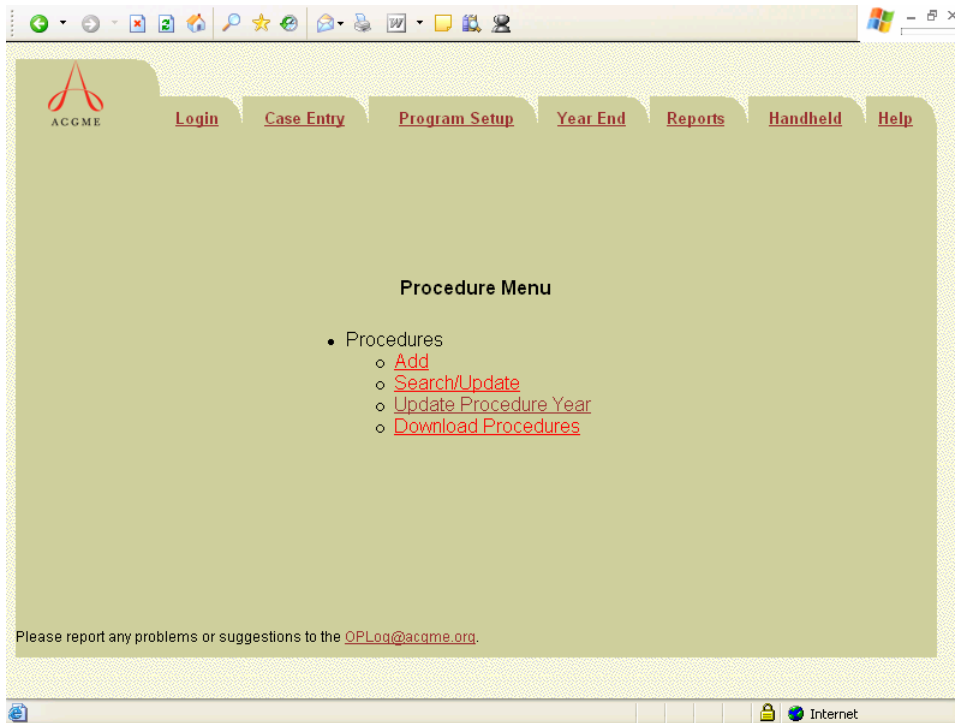 ACGME
Login Case Entry Program Setup Year End Reports Handheld Help
Procedure Menu
Procedures
Add
Search/Update
Update Procedure Year
Download Procedures
Please report any problems or suggestions to the OPLog@acgme.org.
Internet